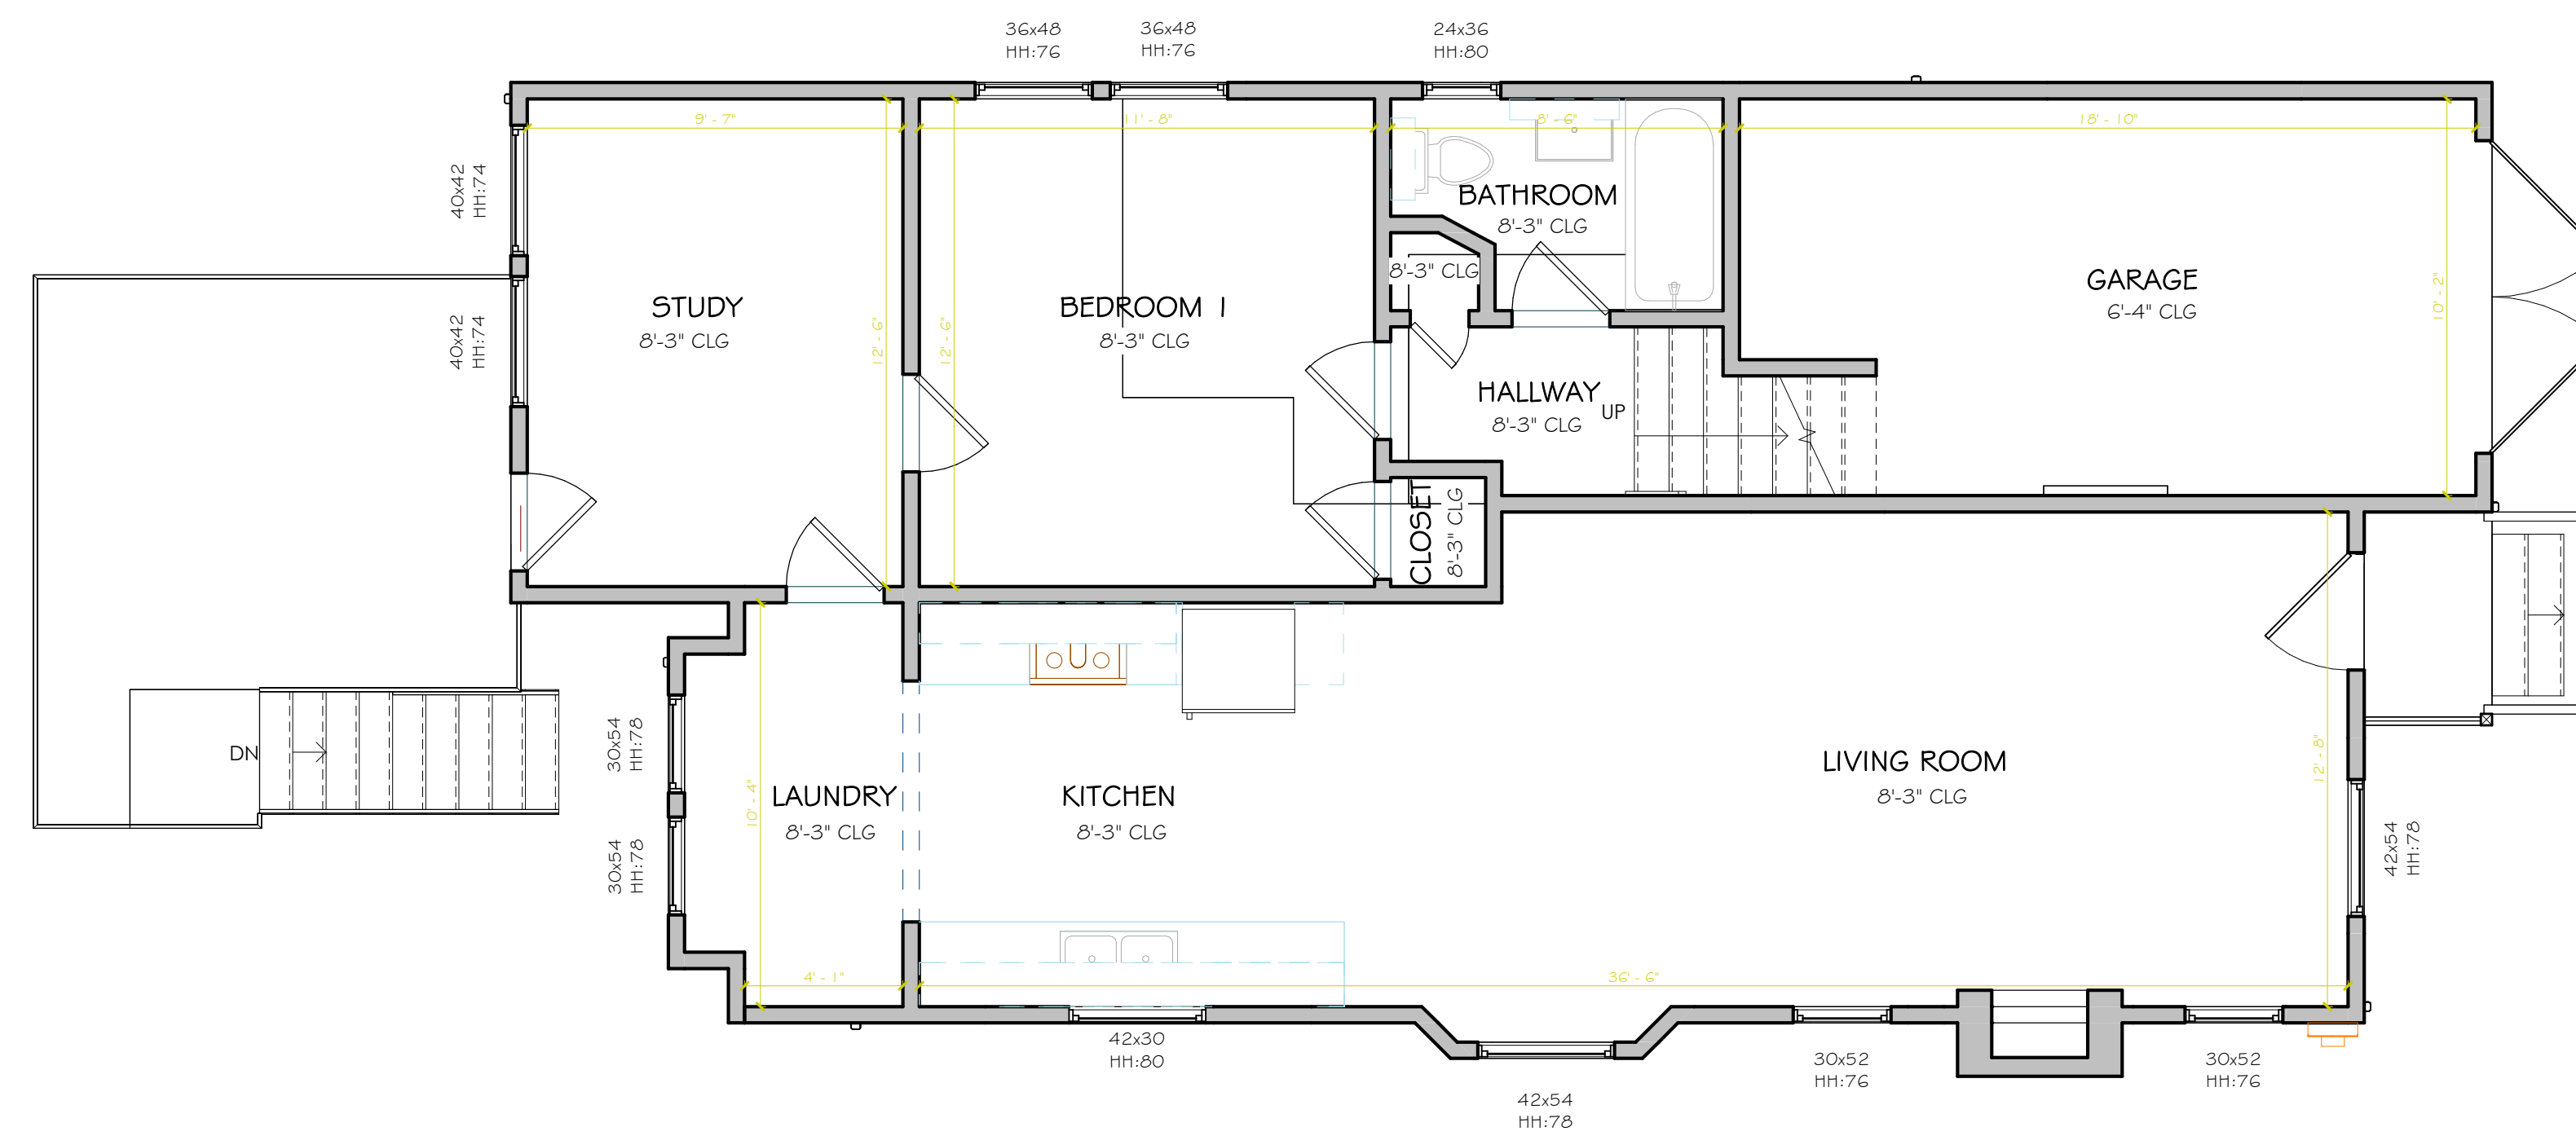 36x48
HH:76
36x48
HH:76
24x36
HH:80
9' - 7"
11' - 8"
8' - 6"
18' - 10"
40x42
HH:74
40x42
HH:74
BATHROOM
8'-3" CLG
8'-3" CLG
STUDY
8'-3" CLG
12' - 6"
12' - 6"
BEDROOM 1
8'-3" CLG
GARAGE
6'-4" CLG
10' - 2"
HALLWAY
8'-3" CLG
UP
CLOSET
8'-3" CLG
DN
30x54
HH:78
30x54
HH:78
10' - 4"
LAUNDRY
8'-3" CLG
KITCHEN
8'-3" CLG
LIVING ROOM
8'-3" CLG
12' - 8"
42x54
HH:78
4' - 1"
36' - 6"
42x30
HH:80
42x54
HH:78
30x52
HH:76
30x52
HH:76